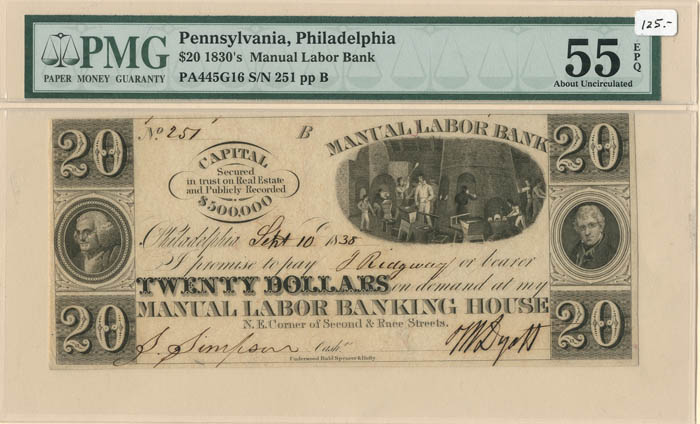 125.-
PMG
PAPER MONEY GUARANTY
Pennsylvania, Philadelphia
$20 1830's Manual Labor Bank
PA445G16 S/N 251 pp B
55 EPQ
About Uncirculated
20 No. 251 B MANUAL LABOR BANK 20
CAPITAL
Secured
in trust on Real Estate
and Publicly Recorded
$500,000
Philadelphia Sept 10 1838
I promise to pay J Ridgway or bearer
TWENTY DOLLARS on demand at my
MANUAL LABOR BANKING HOUSE
20 N.E. Corner of Second & Race Streets. 20
J. Simpson Cash. TW Dyott
Underwood Bald Spencer & Hufty